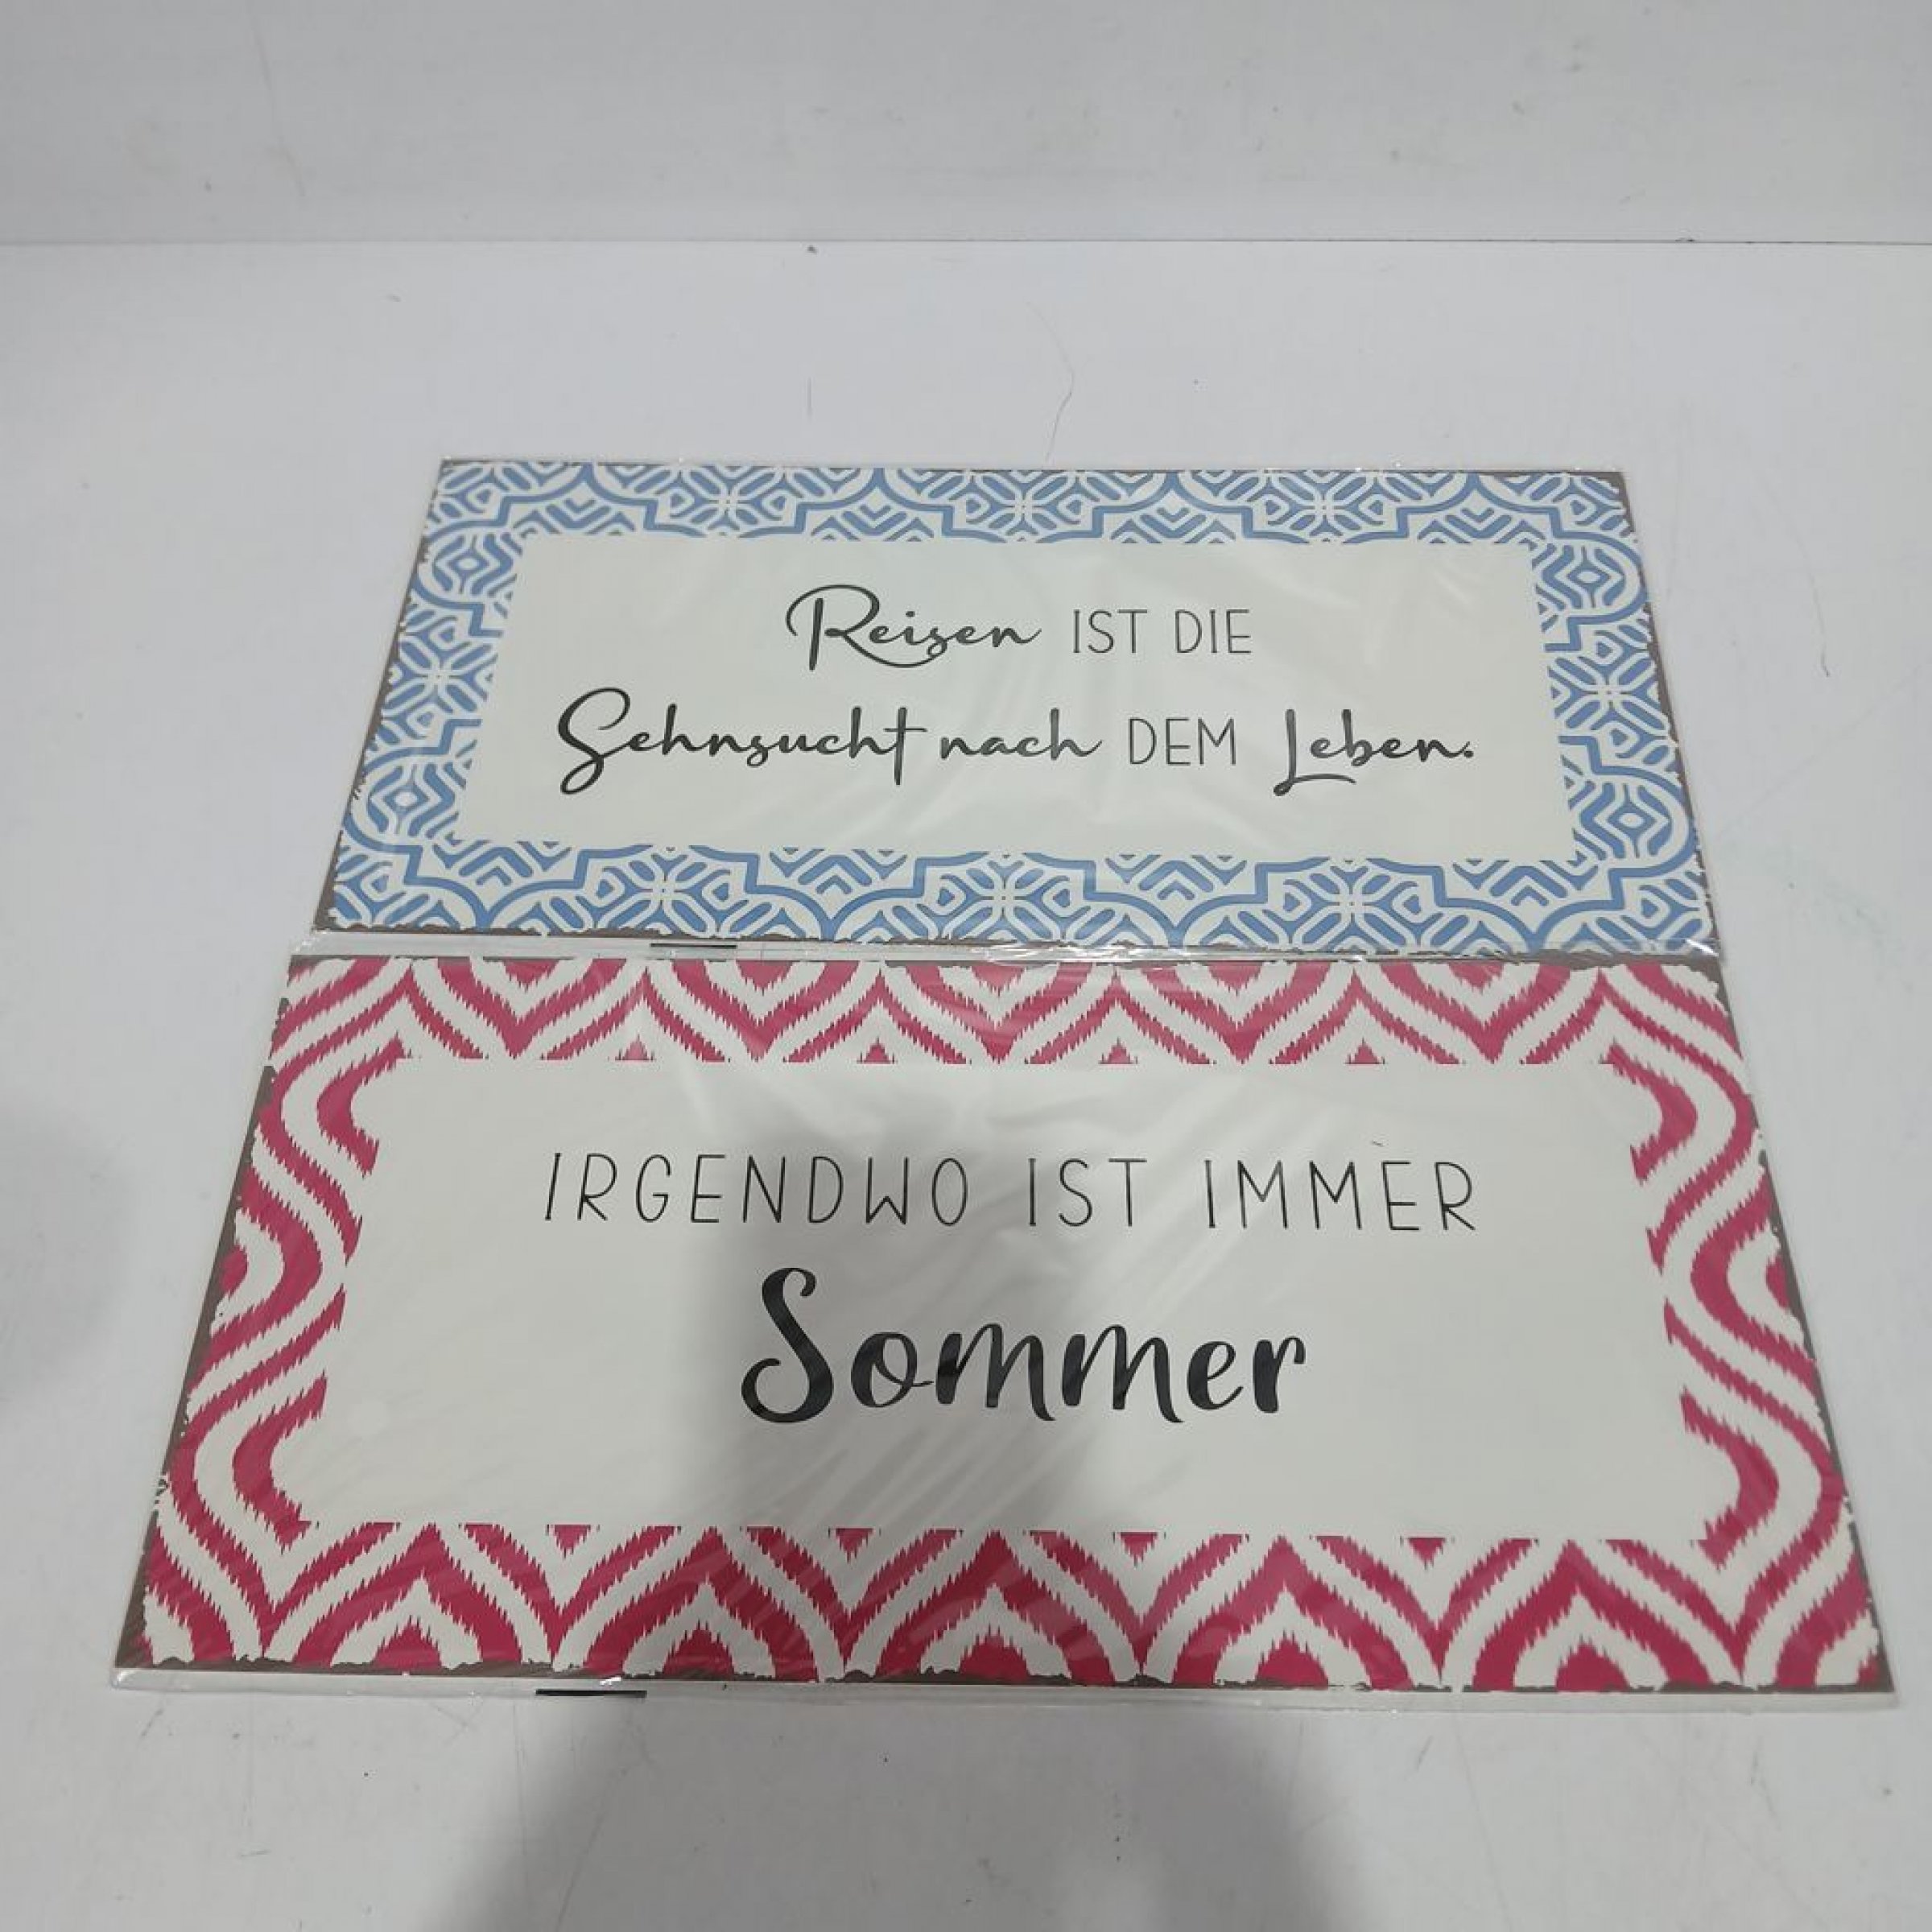 Reisen IST DIE
Sehnsucht nach DEM Leben.
IRGENDWO IST IMMER
Sommer